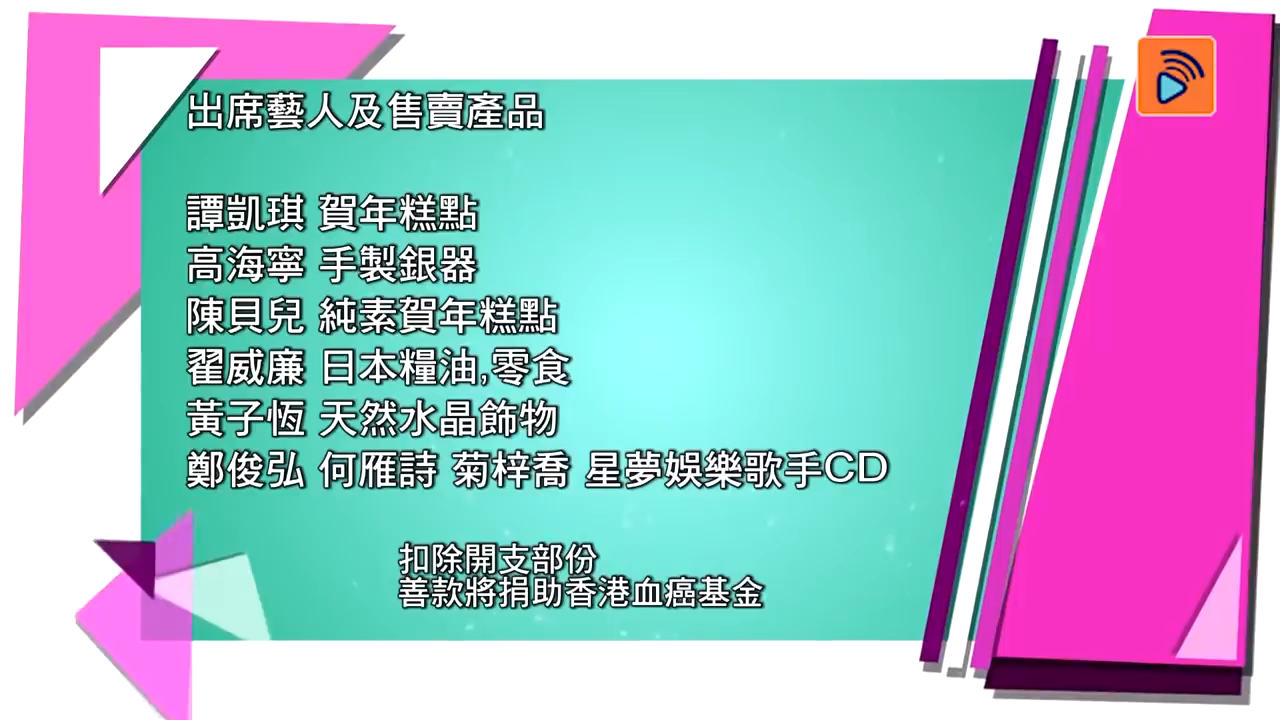 出席藝人及售賣產品
譚凱琪 賀年糕點
高海寧 手製銀器
陳貝兒 純素賀年糕點
翟威廉 日本糧油,零食
黃子恆 天然水晶飾物
鄭俊弘 何雁詩 菊梓喬 星夢娛樂歌手CD
扣除開支部份
善款將捐助香港血癌基金